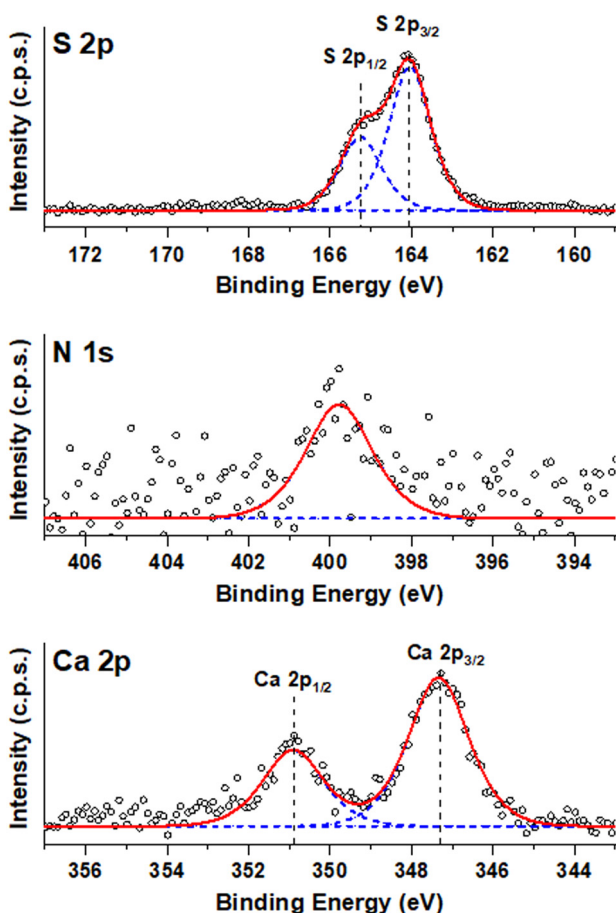 S 2p
S 2p3/2
S 2p1/2
Intensity (c.p.s.)
172 170 168 166 164 162 160
Binding Energy (eV)
N 1s
Intensity (c.p.s.)
406 404 402 400 398 396 394
Binding Energy (eV)
Ca 2p
Ca 2p3/2
Ca 2p1/2
Intensity (c.p.s.)
356 354 352 350 348 346 344
Binding Energy (eV)